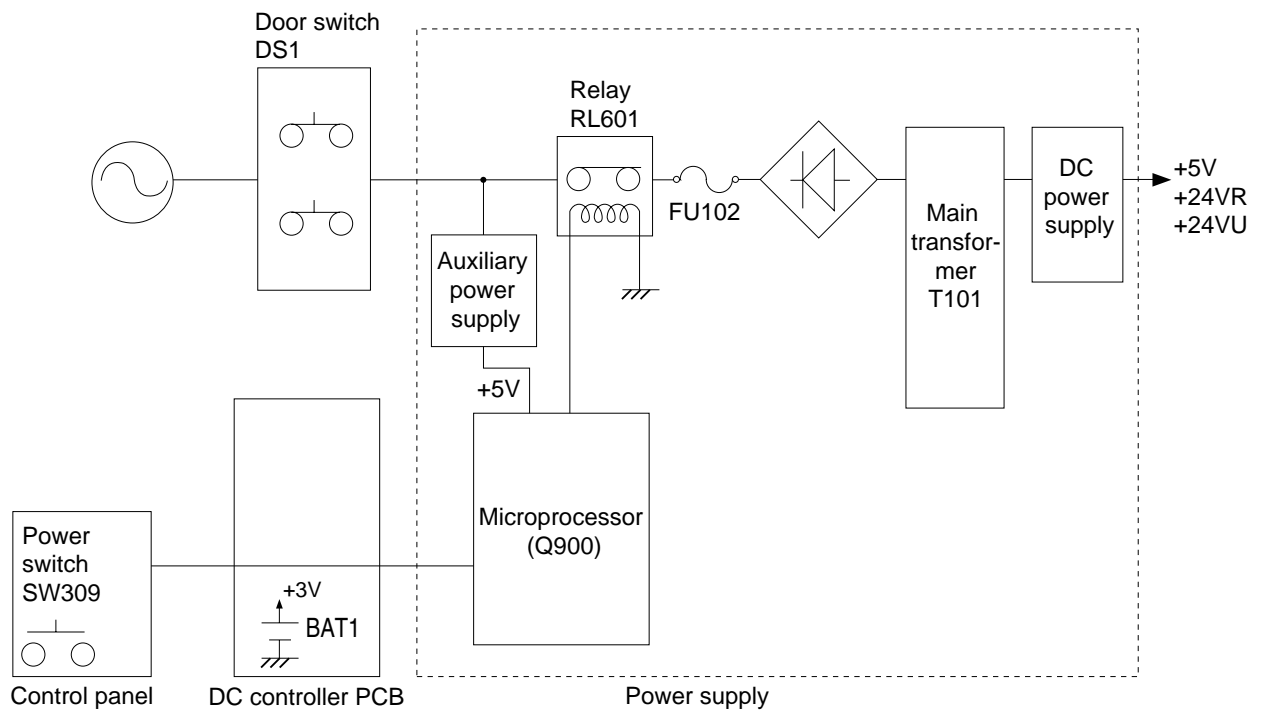 Door switch
DS1
Relay
RL601
FU102
+5V
+24VR
+24VU
DC
power
supply
Main
transfor-
mer
T101
Auxiliary
power
supply
+5V
Microprocessor
(Q900)
Power
switch
SW309
+3V
BAT1
Control panel
DC controller PCB
Power supply